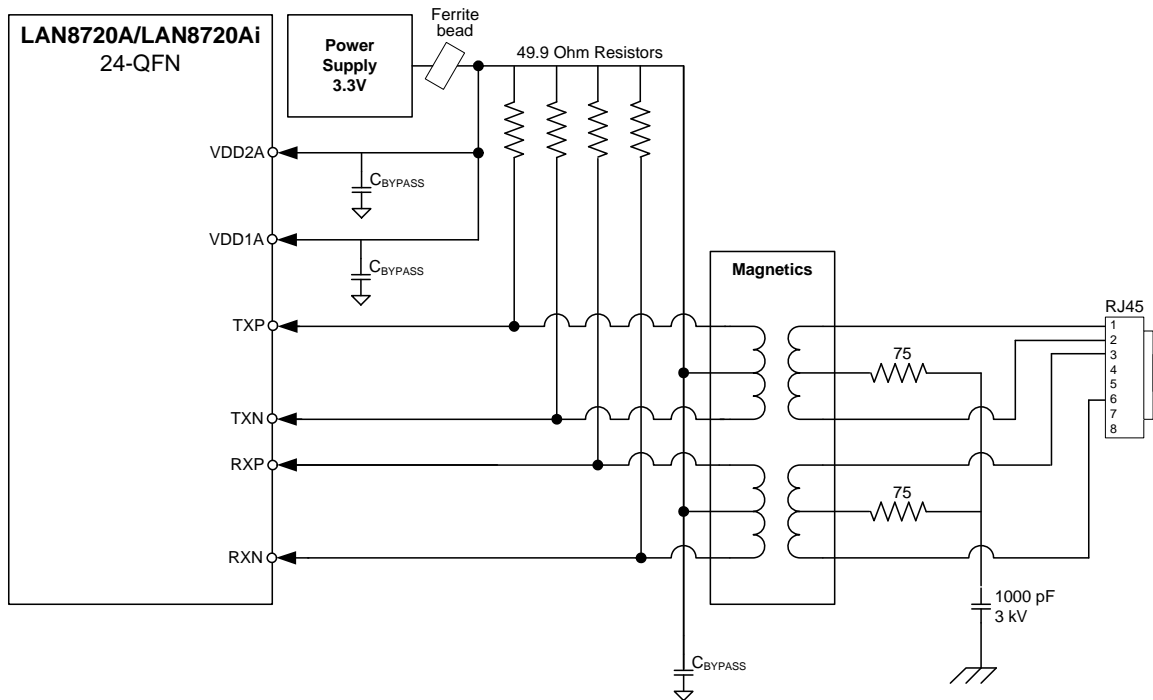 LAN8720A/LAN8720Ai
24-QFN
Power
Supply
3.3V
Ferrite
bead
49.9 Ohm Resistors
VDD2A
CBYPASS
VDD1A
CBYPASS
Magnetics
RJ45
TXP
1
2
3
4
5
6
7
8
75
TXN
RXP
75
RXN
1000 pF
3 kV
CBYPASS